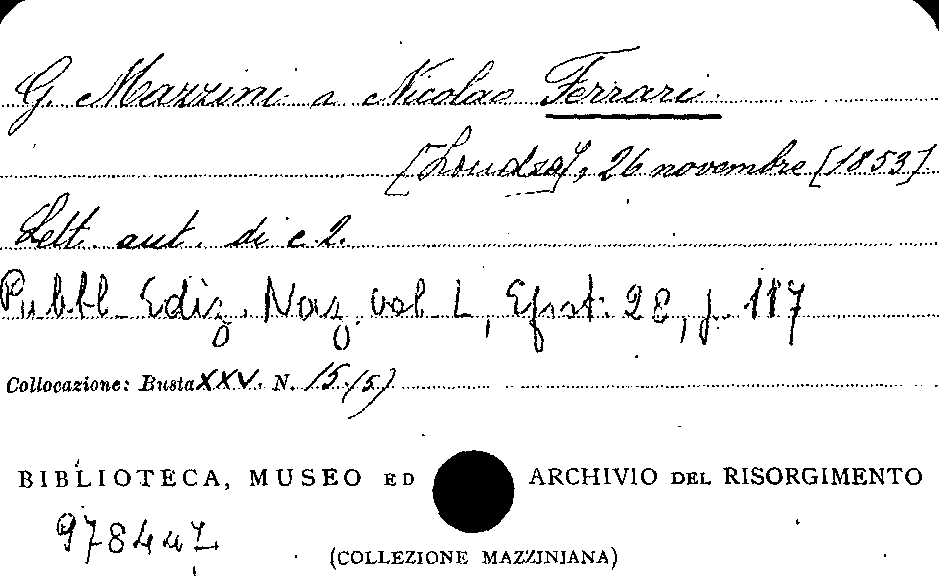 G. Mazzini a Nicolao Ferrari.
[Londra], 26 novembre [1853]
Lett. aut. di c. 2.
Pubbl. Ediz. Naz. vol. L, Epist: 28, p. 187
Collocazione: Busta XXV. N. 15 (5)
BIBLIOTECA, MUSEO ED ARCHIVIO DEL RISORGIMENTO
(COLLEZIONE MAZZINIANA)